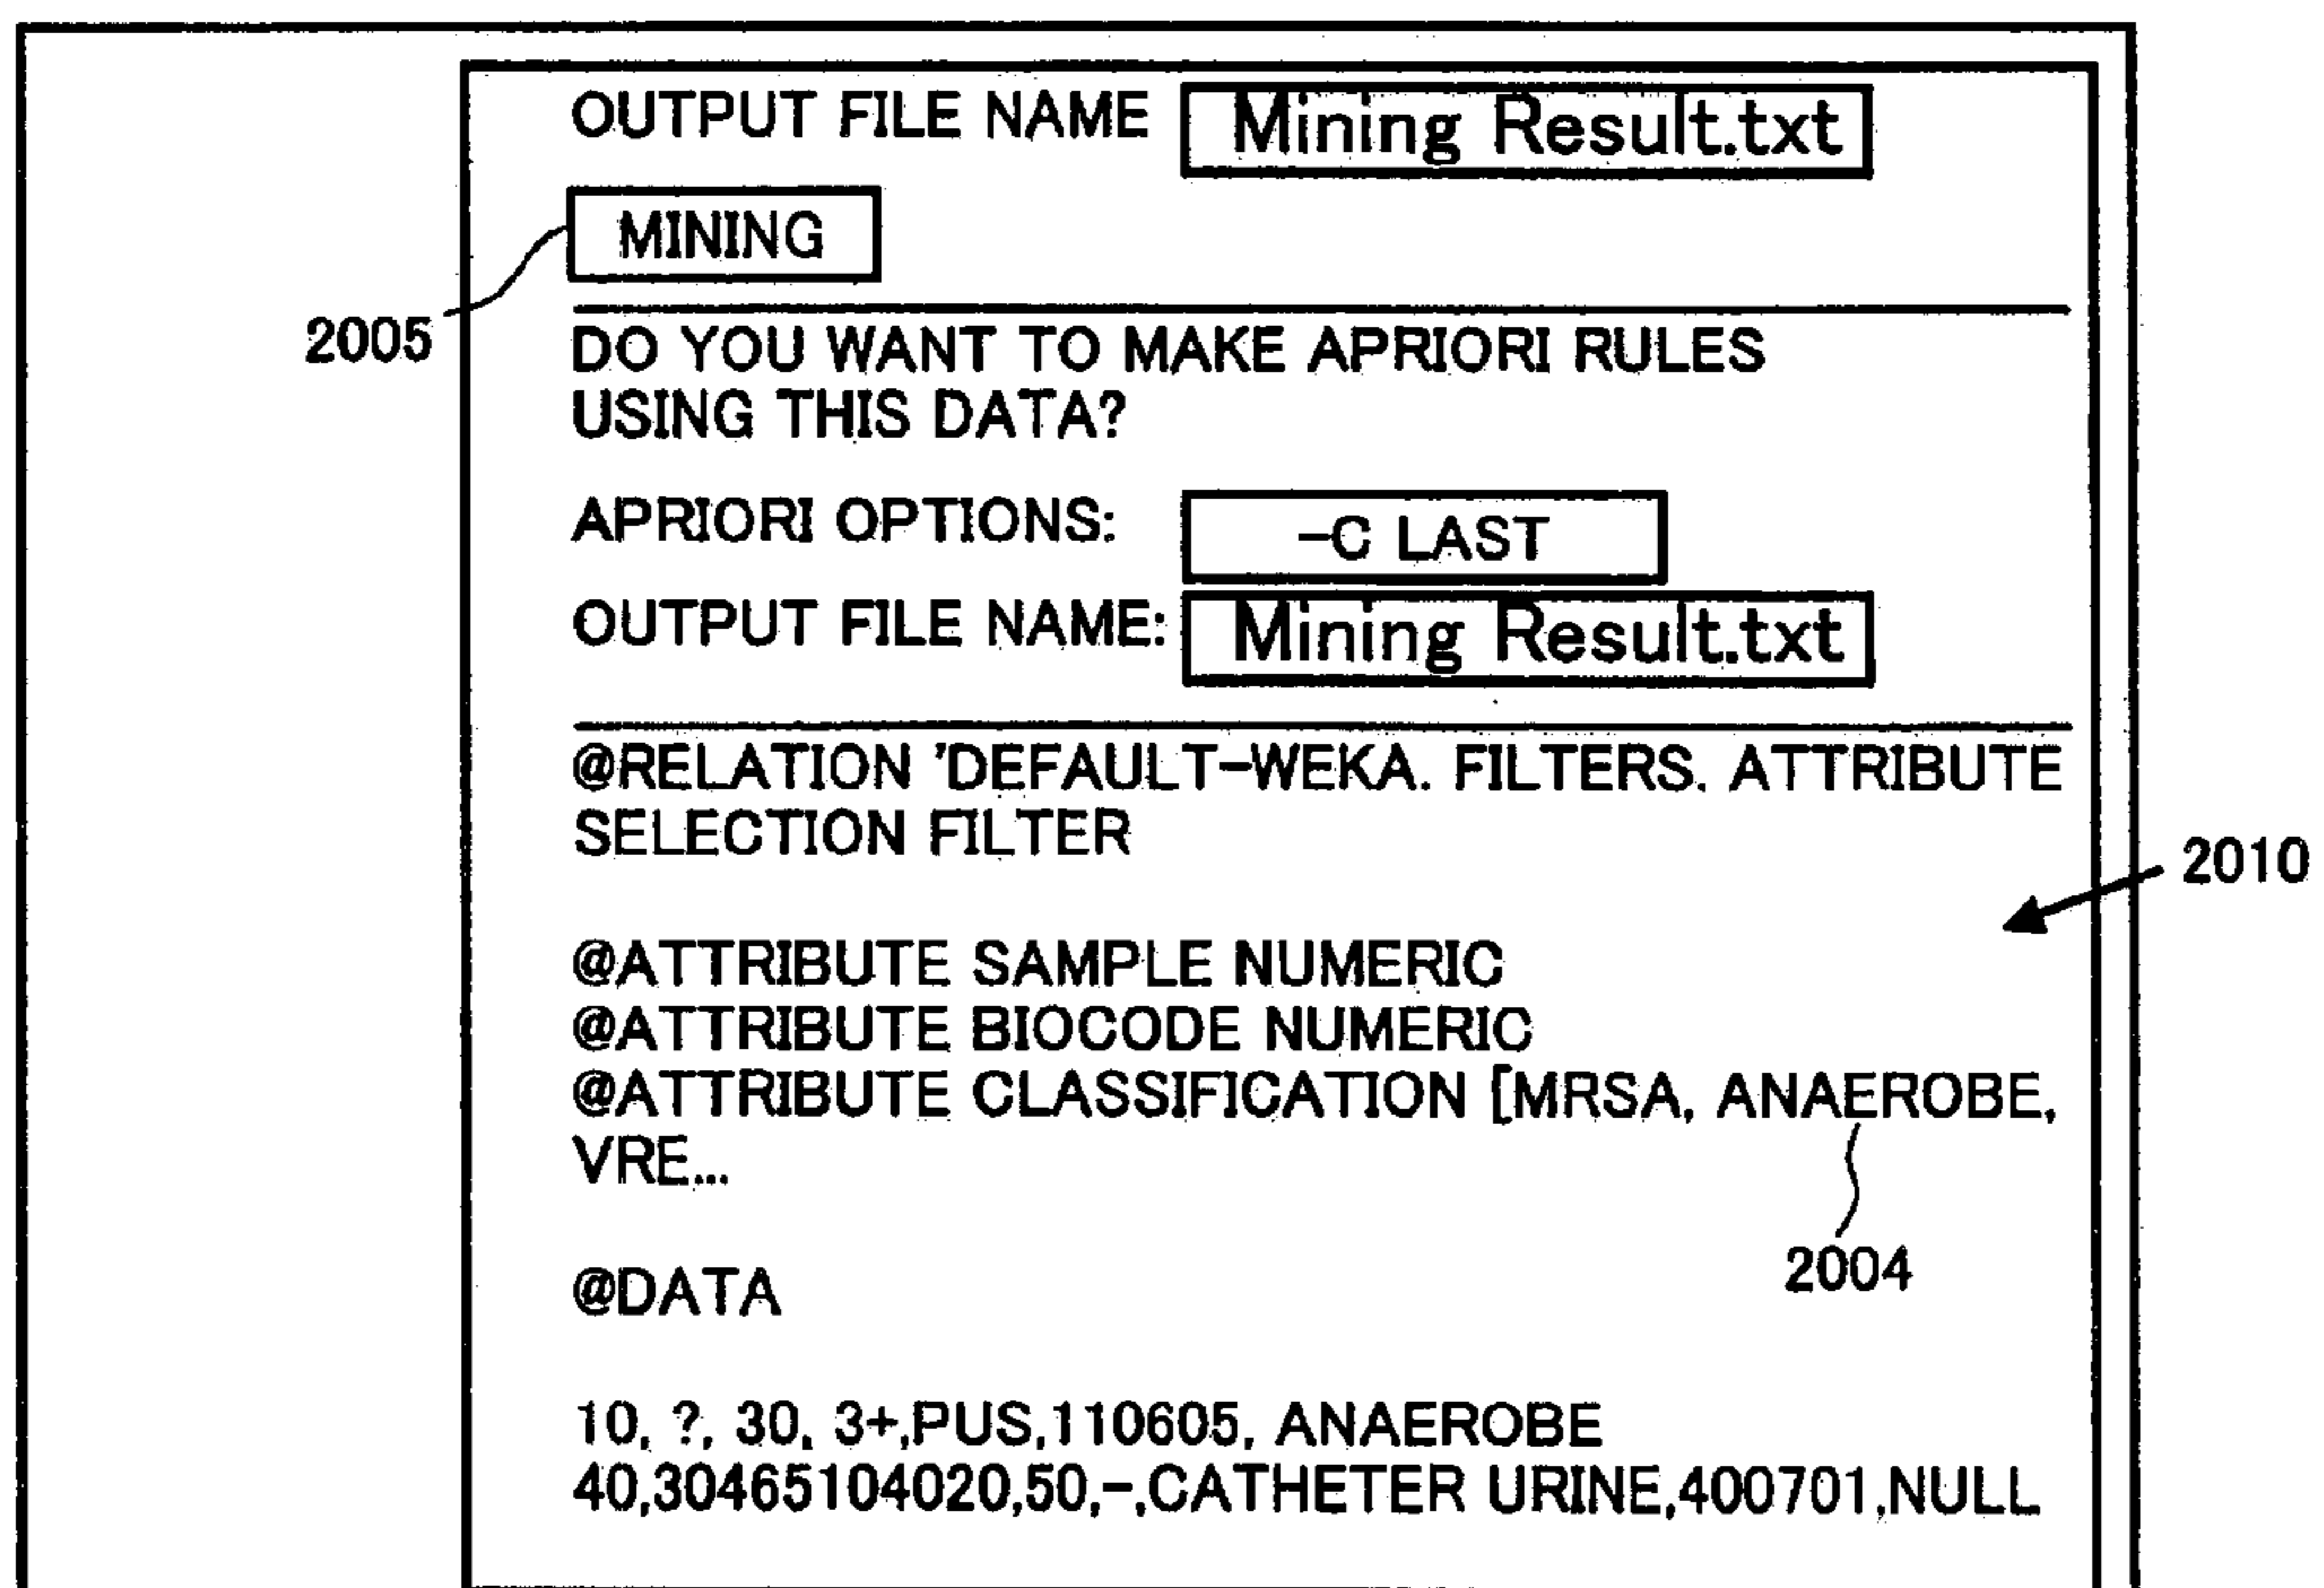 OUTPUT FILE NAME Mining Result.txt
MINING
2005
DO YOU WANT TO MAKE APRIORI RULES
USING THIS DATA?
APRIORI OPTIONS: -C LAST
OUTPUT FILE NAME: Mining Result.txt
@RELATION 'DEFAULT-WEKA. FILTERS. ATTRIBUTE
SELECTION FILTER
2010
@ATTRIBUTE SAMPLE NUMERIC
@ATTRIBUTE BIOCODE NUMERIC
@ATTRIBUTE CLASSIFICATION [MRSA, ANAEROBE,
VRE...
2004
@DATA
10, ?, 30, 3+,PUS,110605, ANAEROBE
40,30465104020,50,-,CATHETER URINE,400701,NULL